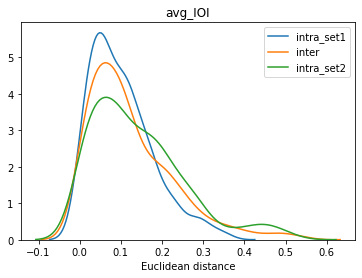 avg_IOI
intra_set1
inter
intra_set2
5
4
3
2
1
0
−0.1 0.0 0.1 0.2 0.3 0.4 0.5 0.6
Euclidean distance